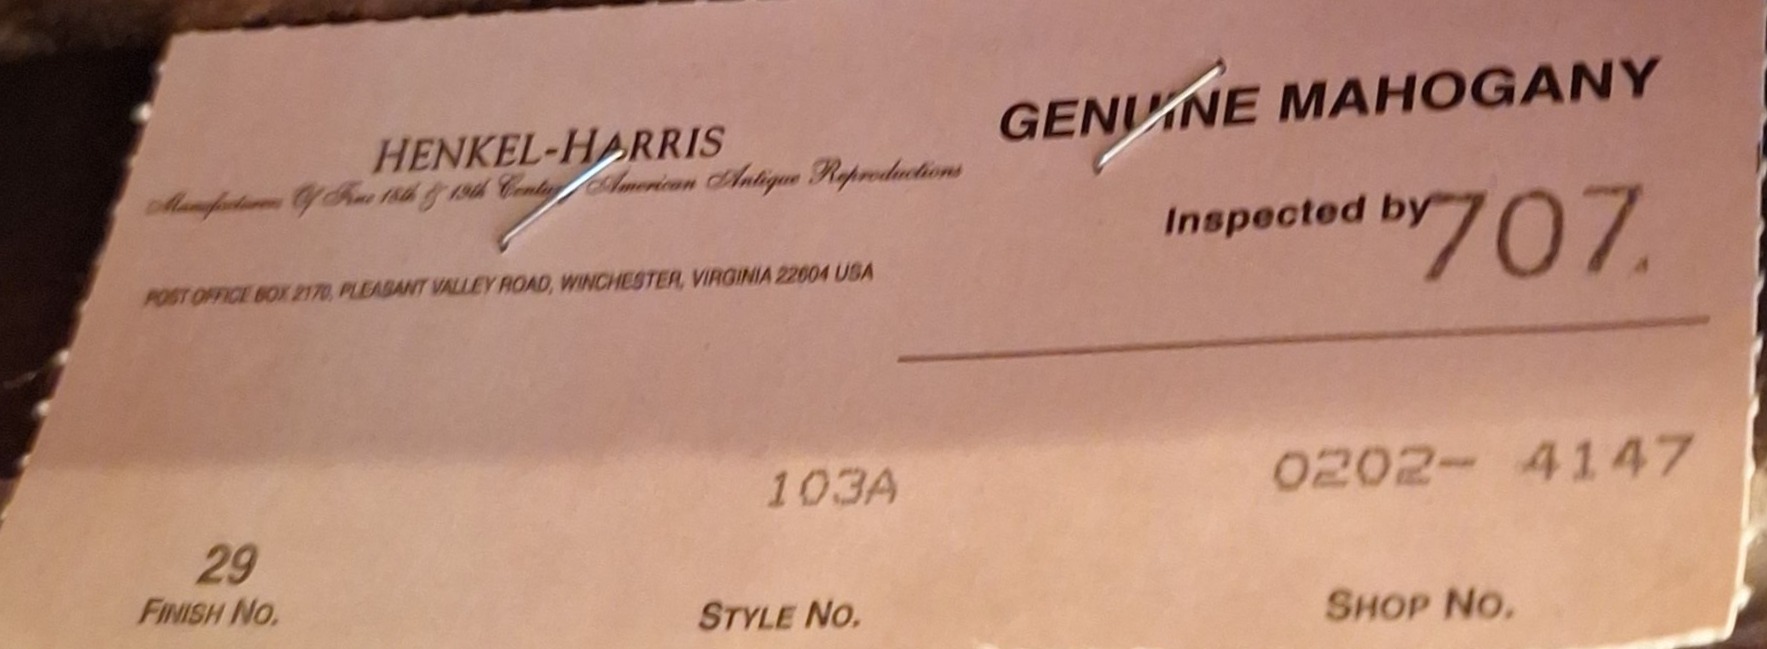 HENKEL-HARRIS
Manufacturers Of Fine 18th & 19th Century American Antique Reproductions
POST OFFICE BOX 2170, PLEASANT VALLEY ROAD, WINCHESTER, VIRGINIA 22604 USA
GENUINE MAHOGANY
Inspected by 707
29
FINISH NO.
103A
STYLE NO.
0202- 4147
SHOP NO.